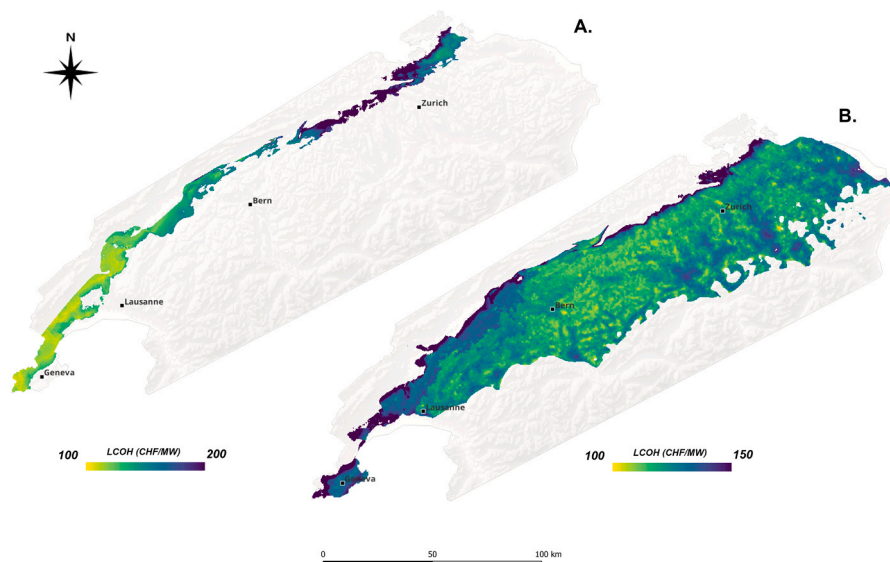 A.
N
Zurich
B.
Bern
Zurich
Lausanne
Bern
Geneva
Lausanne
100 LCOH (CHF/MW) 200
100 LCOH (CHF/MW) 150
0 50 100 km